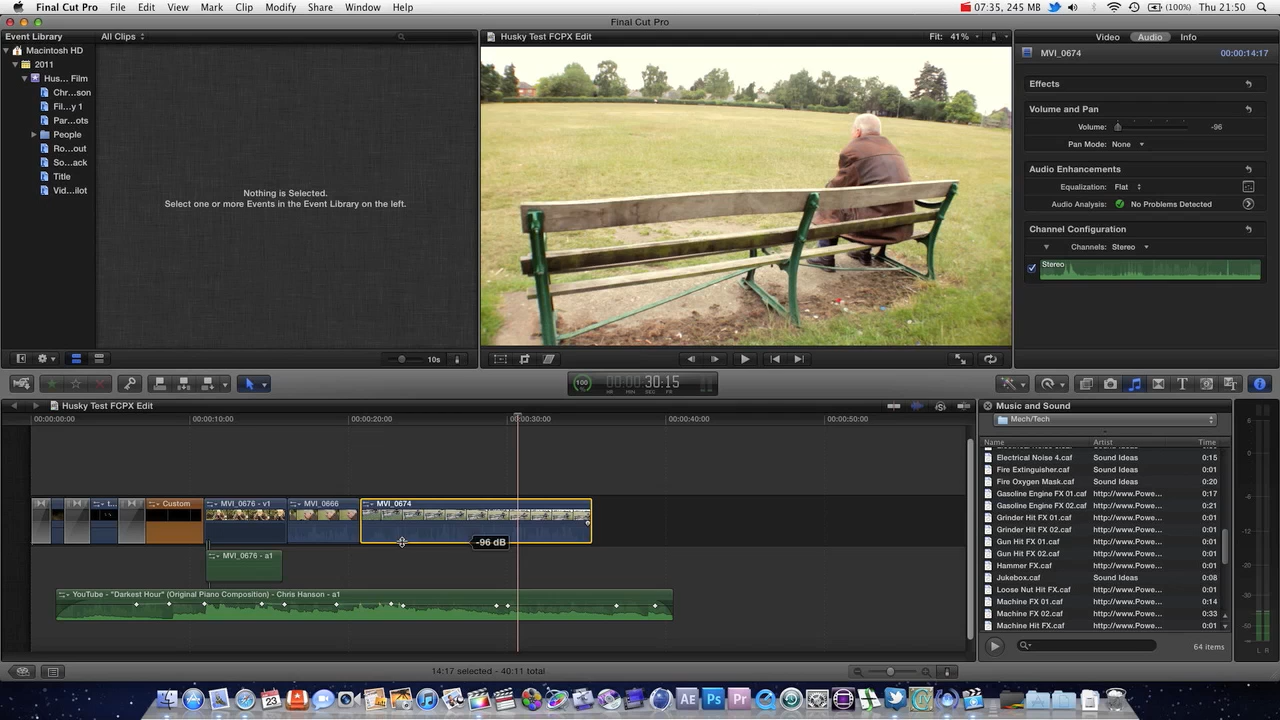 Final Cut Pro File Edit View Mark Clip Modify Share Window Help
07:35, 245 MB (100%) Thu 21:50
Final Cut Pro
Event Library
All Clips
Husky Test FCPX Edit
Fit: 41%
Video Audio Info
Macintosh HD
2011
Hus... Film
Chr...son
Fil...y 1
Par...ots
People
Ro...out
So...ack
Title
Vid...ilot
Nothing is Selected.
Select one or more Events in the Event Library on the left.
MVI_0674
00:00:14:17
Effects
Volume and Pan
Volume: -96
Pan Mode: None
Audio Enhancements
Equalization: Flat
Audio Analysis: No Problems Detected
Channel Configuration
Channels: Stereo
Stereo
10s
100 00:00:30:15
HR MIN SEC FR
Husky Test FCPX Edit
00:00:00:00 00:00:10:00 00:00:20:00 00:00:30:00 00:00:40:00 00:00:50:00
t... Custom MVI_0676 - v1 MVI_0666 MVI_0674
-96 dB
MVI_0676 - a1
YouTube - "Darkest Hour" (Original Piano Composition) - Chris Hanson - a1
Music and Sound
Mech/Tech
Name Artist Time
Electrical Noise 4.caf Sound Ideas 0:15
Fire Extinguisher.caf Sound Ideas 0:01
Fire Oxygen Mask.caf Sound Ideas 0:20
Gasoline Engine FX 01.caf http://www.Powe... 0:17
Gasoline Engine FX 02.caf http://www.Powe... 0:21
Grinder Hit FX 01.caf http://www.Powe... 0:01
Grinder Hit FX 02.caf http://www.Powe... 0:01
Gun Hit FX 01.caf http://www.Powe... 0:01
Gun Hit FX 02.caf http://www.Powe... 0:01
Hammer FX.caf http://www.Powe... 0:01
Jukebox.caf Sound Ideas 0:08
Loose Nut Hit FX.caf http://www.Powe... 0:01
Machine FX 01.caf http://www.Powe... 0:14
Machine FX 02.caf http://www.Powe... 0:33
Machine Hit FX.caf http://www.Powe... 0:01
64 items
14:17 selected - 40:11 total
L R
23 AE Ps Pr